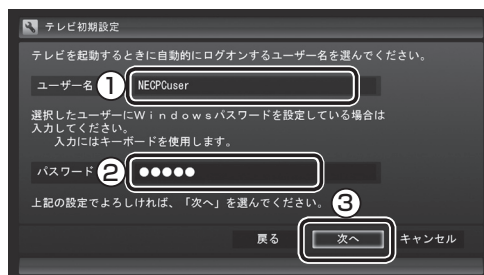 テレビ初期設定
テレビを起動するときに自動的にログオンするユーザー名を選んでください。
ユーザー名 ① NECPCuser
選択したユーザーにWindowsパスワードを設定している場合は
入力してください。
入力にはキーボードを使用します。
パスワード ② ●●●●●
上記の設定でよろしければ、「次へ」を選んでください。 ③
戻る 次へ キャンセル